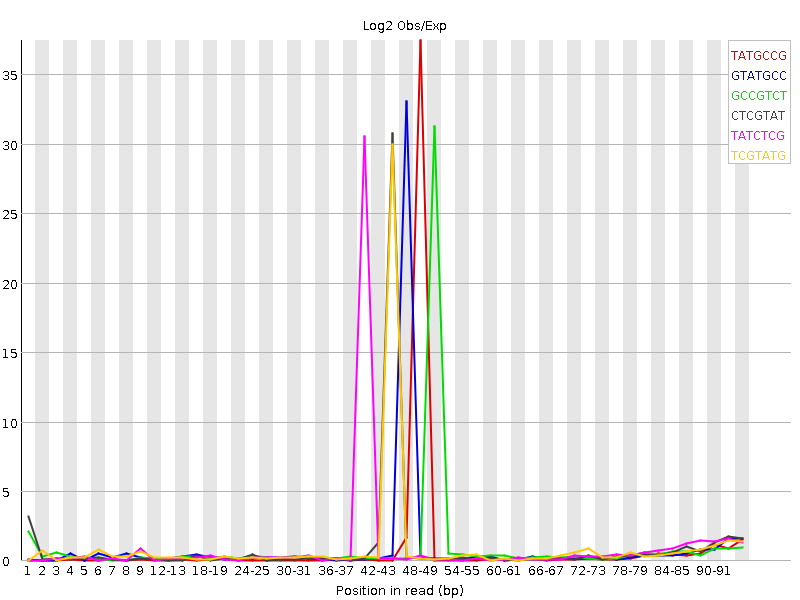 Log2 Obs/Exp
TATGCCG
GTATGCC
GCCGTCT
CTCGTAT
TATCTCG
TCGTATG
35
30
25
20
15
10
5
0
1 2 3 4 5 6 7 8 9 12-13 18-19 24-25 30-31 36-37 42-43 48-49 54-55 60-61 66-67 72-73 78-79 84-85 90-91
Position in read (bp)